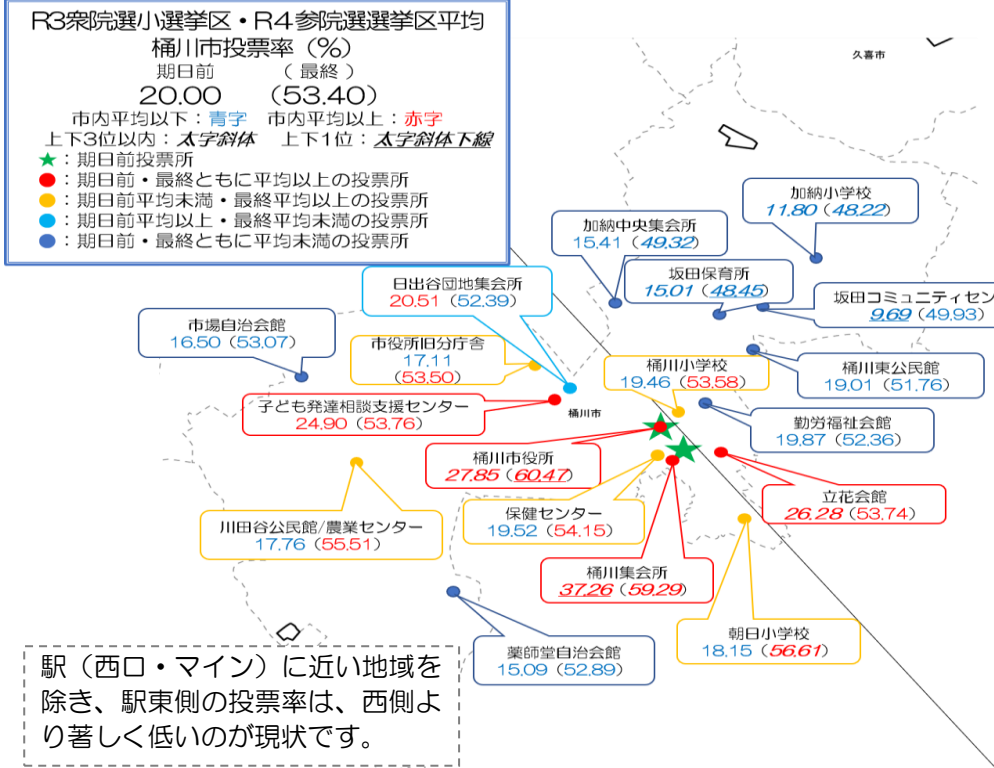 R3衆院選小選挙区・R4参院選選挙区平均
桶川市投票率（%）
期日前　（最終）
20.00　（53.40）
市内平均以下：青字　市内平均以上：赤字
上下3位以内：太字斜体　上下1位：太字斜体下線
★：期日前投票所
●：期日前・最終ともに平均以上の投票所
●：期日前平均未満・最終平均以上の投票所
●：期日前平均以上・最終平均未満の投票所
●：期日前・最終ともに平均未満の投票所
久喜市
加納小学校
11.80（48.22）
加納中央集会所
15.41（49.32）
坂田保育所
15.01（48.45）
日出谷団地集会所
20.51（52.39）
坂田コミュニティセン
9.69（49.93）
市場自治会館
16.50（53.07）
市役所旧分庁舎
17.11
（53.50）
桶川小学校
19.46（53.58）
桶川東公民館
19.01（51.76）
子ども発達相談支援センター
24.90（53.76）
桶川市
勤労福祉会館
19.87（52.36）
桶川市役所
27.85（60.47）
立花会館
26.28（53.74）
川田谷公民館/農業センター
17.76（55.51）
保健センター
19.52（54.15）
桶川集会所
37.26（59.29）
朝日小学校
18.15（56.61）
薬師堂自治会館
15.09（52.89）
駅（西口・マイン）に近い地域を
除き、駅東側の投票率は、西側よ
り著しく低いのが現状です。